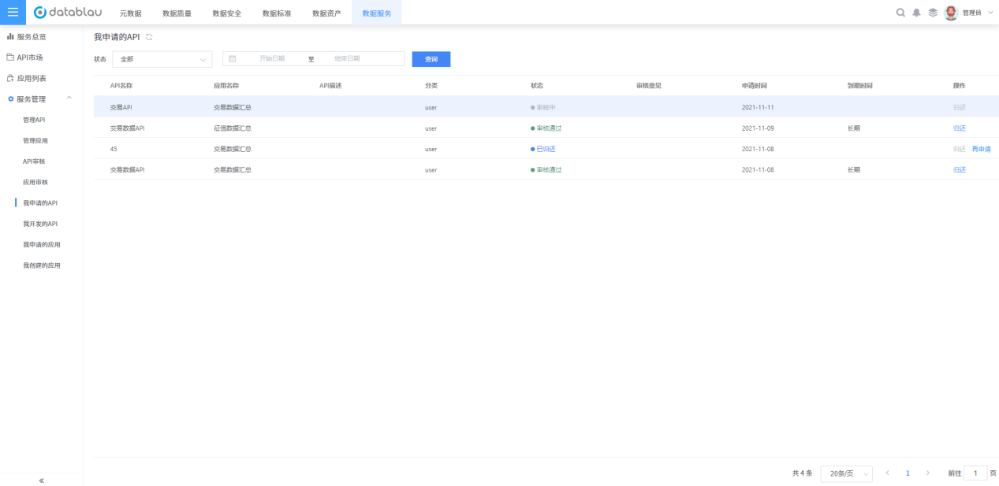 datablau 元数据 数据质量 数据安全 数据标准 数据资产 数据服务 管理员
服务总览
API市场
应用列表
服务管理
管理API
管理应用
API审核
应用审核
我申请的API
我开发的API
我申请的应用
我创建的应用
我申请的API
状态 全部 开始日期 至 结束日期 查询
API名称 应用名称 API描述 分类 状态 审核意见 申请时间 到期时间 操作
交易API 交易数据汇总 user 审核中 2021-11-11 归还
交易数据API 征信数据汇总 user 审核通过 2021-11-09 长期 归还
45 交易数据汇总 user 已归还 2021-11-08 归还 再申请
交易数据API 交易数据汇总 user 审核通过 2021-11-08 长期 归还
共 4 条 20条/页 1 前往 1 页